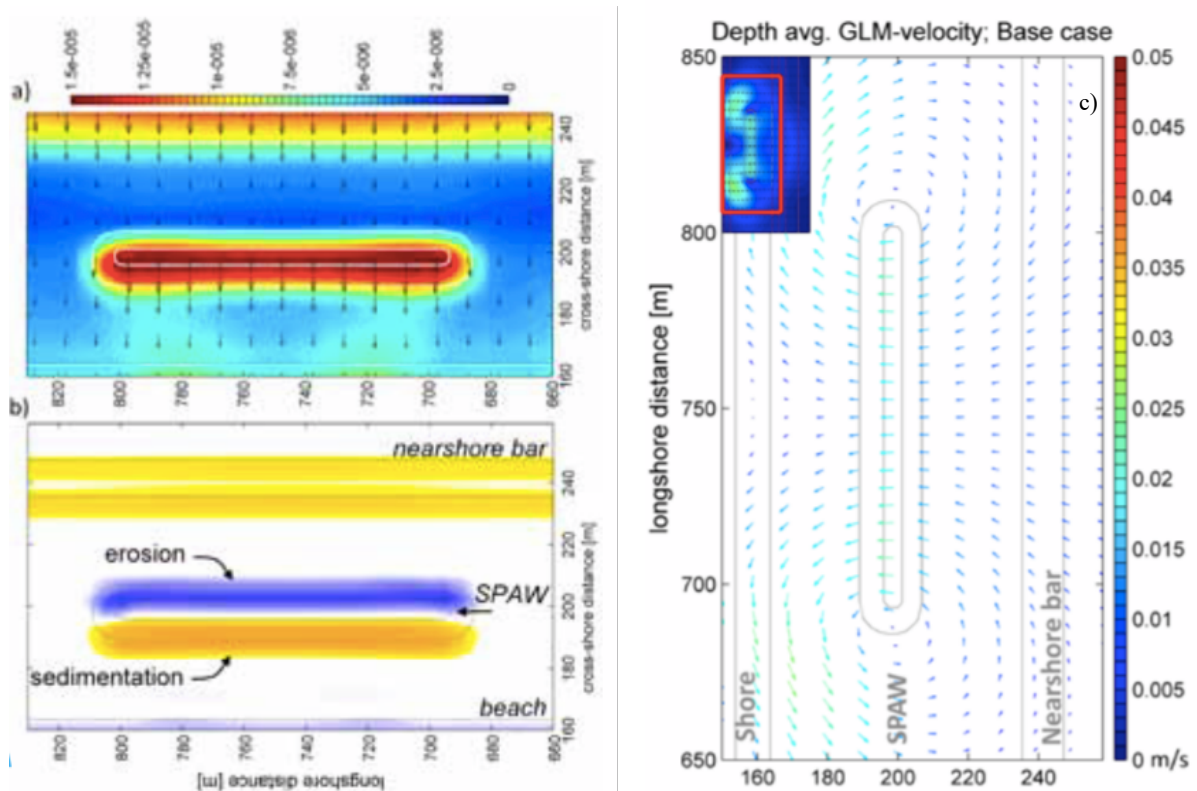 a)
1.5e-005
1.25e-005
1e-005
7.5e-006
5e-006
2.5e-006
0
240
220
200
180
160
cross-shore distance [m]
820
800
780
760
740
720
700
680
660
b)
nearshore bar
erosion
SPAW
sedimentation
beach
240
220
200
180
160
cross-shore distance [m]
820
800
780
760
740
720
700
680
660
longshore distance [m]
Depth avg. GLM-velocity; Base case
c)
850
800
750
700
650
longshore distance [m]
Shore
SPAW
Nearshore bar
160
180
200
220
240
0.05
0.045
0.04
0.035
0.03
0.025
0.02
0.015
0.01
0.005
0 m/s